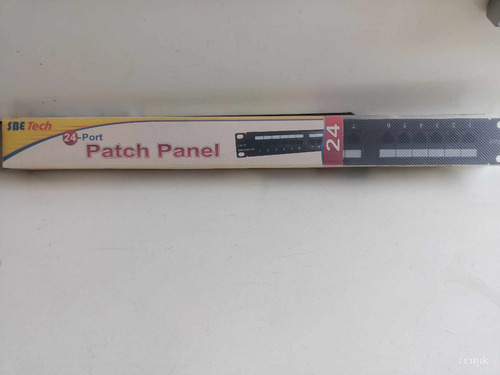 SBE Tech
24-Port
Patch Panel
24